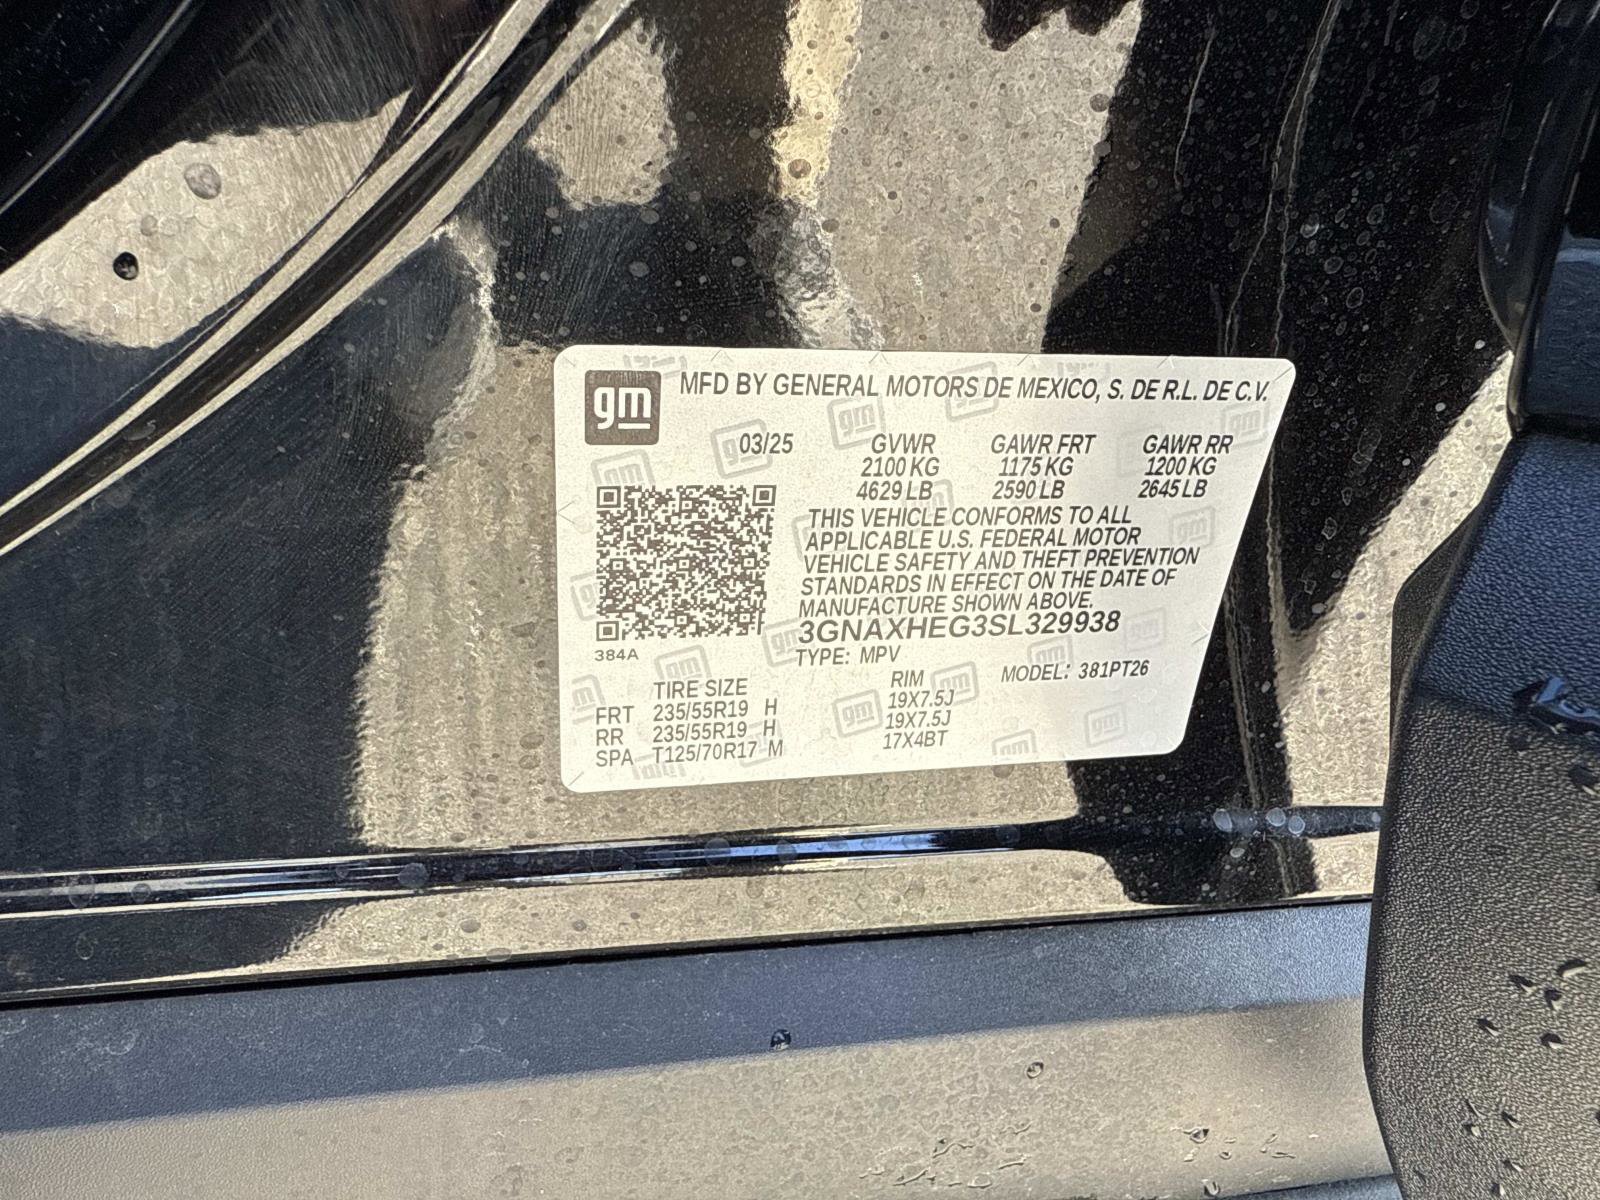 gm
MFD BY GENERAL MOTORS DE MEXICO, S. DE R.L. DE C.V.
03/25 GVWR GAWR FRT GAWR RR
2100 KG 1175 KG 1200 KG
4629 LB 2590 LB 2645 LB
THIS VEHICLE CONFORMS TO ALL
APPLICABLE U.S. FEDERAL MOTOR
VEHICLE SAFETY AND THEFT PREVENTION
STANDARDS IN EFFECT ON THE DATE OF
MANUFACTURE SHOWN ABOVE.
3GNAXHEG3SL329938
384A
TYPE: MPV MODEL: 381PT26
TIRE SIZE RIM
FRT 235/55R19 H 19X7.5J
RR 235/55R19 H 19X7.5J
SPA T125/70R17 M 17X4BT